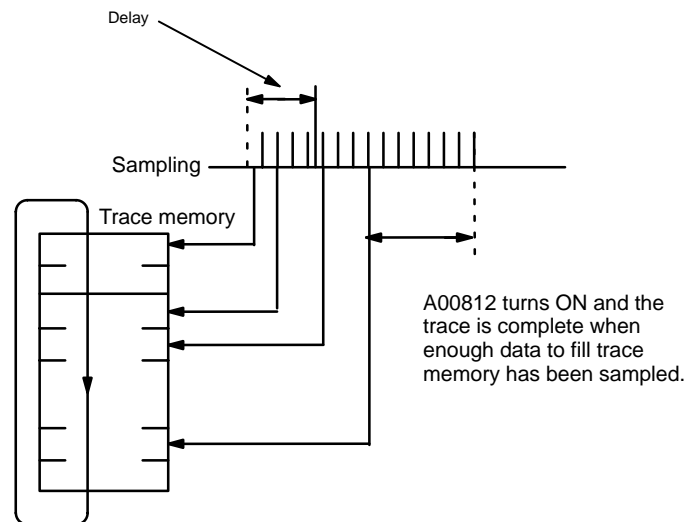 Delay
Sampling
Trace memory
A00812 turns ON and the
trace is complete when
enough data to fill trace
memory has been sampled.